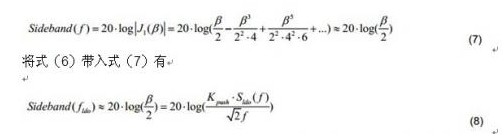 Sideband(f) = 20·log|J₁(β)| = 20·log(β/2 − β³/(2²·4) + β⁵/(2²·4²·6) + ...) ≈ 20·log(β/2) (7)
将式（6）带入式（7）有
Sideband(f_ldo) ≈ 20·log(β/2) = 20·log(K_push·S_ldo(f)/(√2f)) (8)